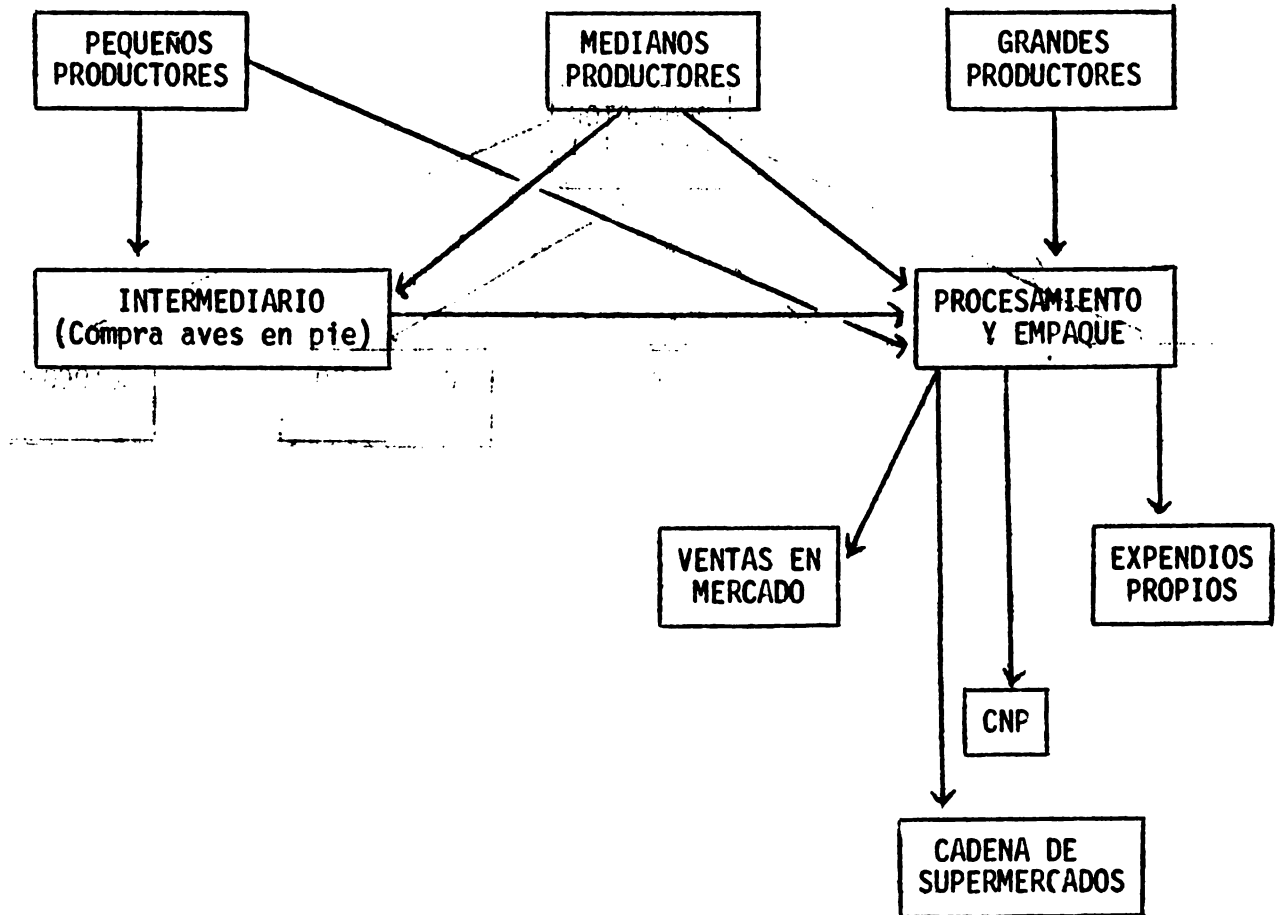 PEQUEÑOS
PRODUCTORES
MEDIANOS
PRODUCTORES
GRANDES
PRODUCTORES
INTERMEDIARIO
(Compra aves en pie)
PROCESAMIENTO
Y EMPAQUE
VENTAS EN
MERCADO
EXPENDIOS
PROPIOS
CNP
CADENA DE
SUPERMERCADOS